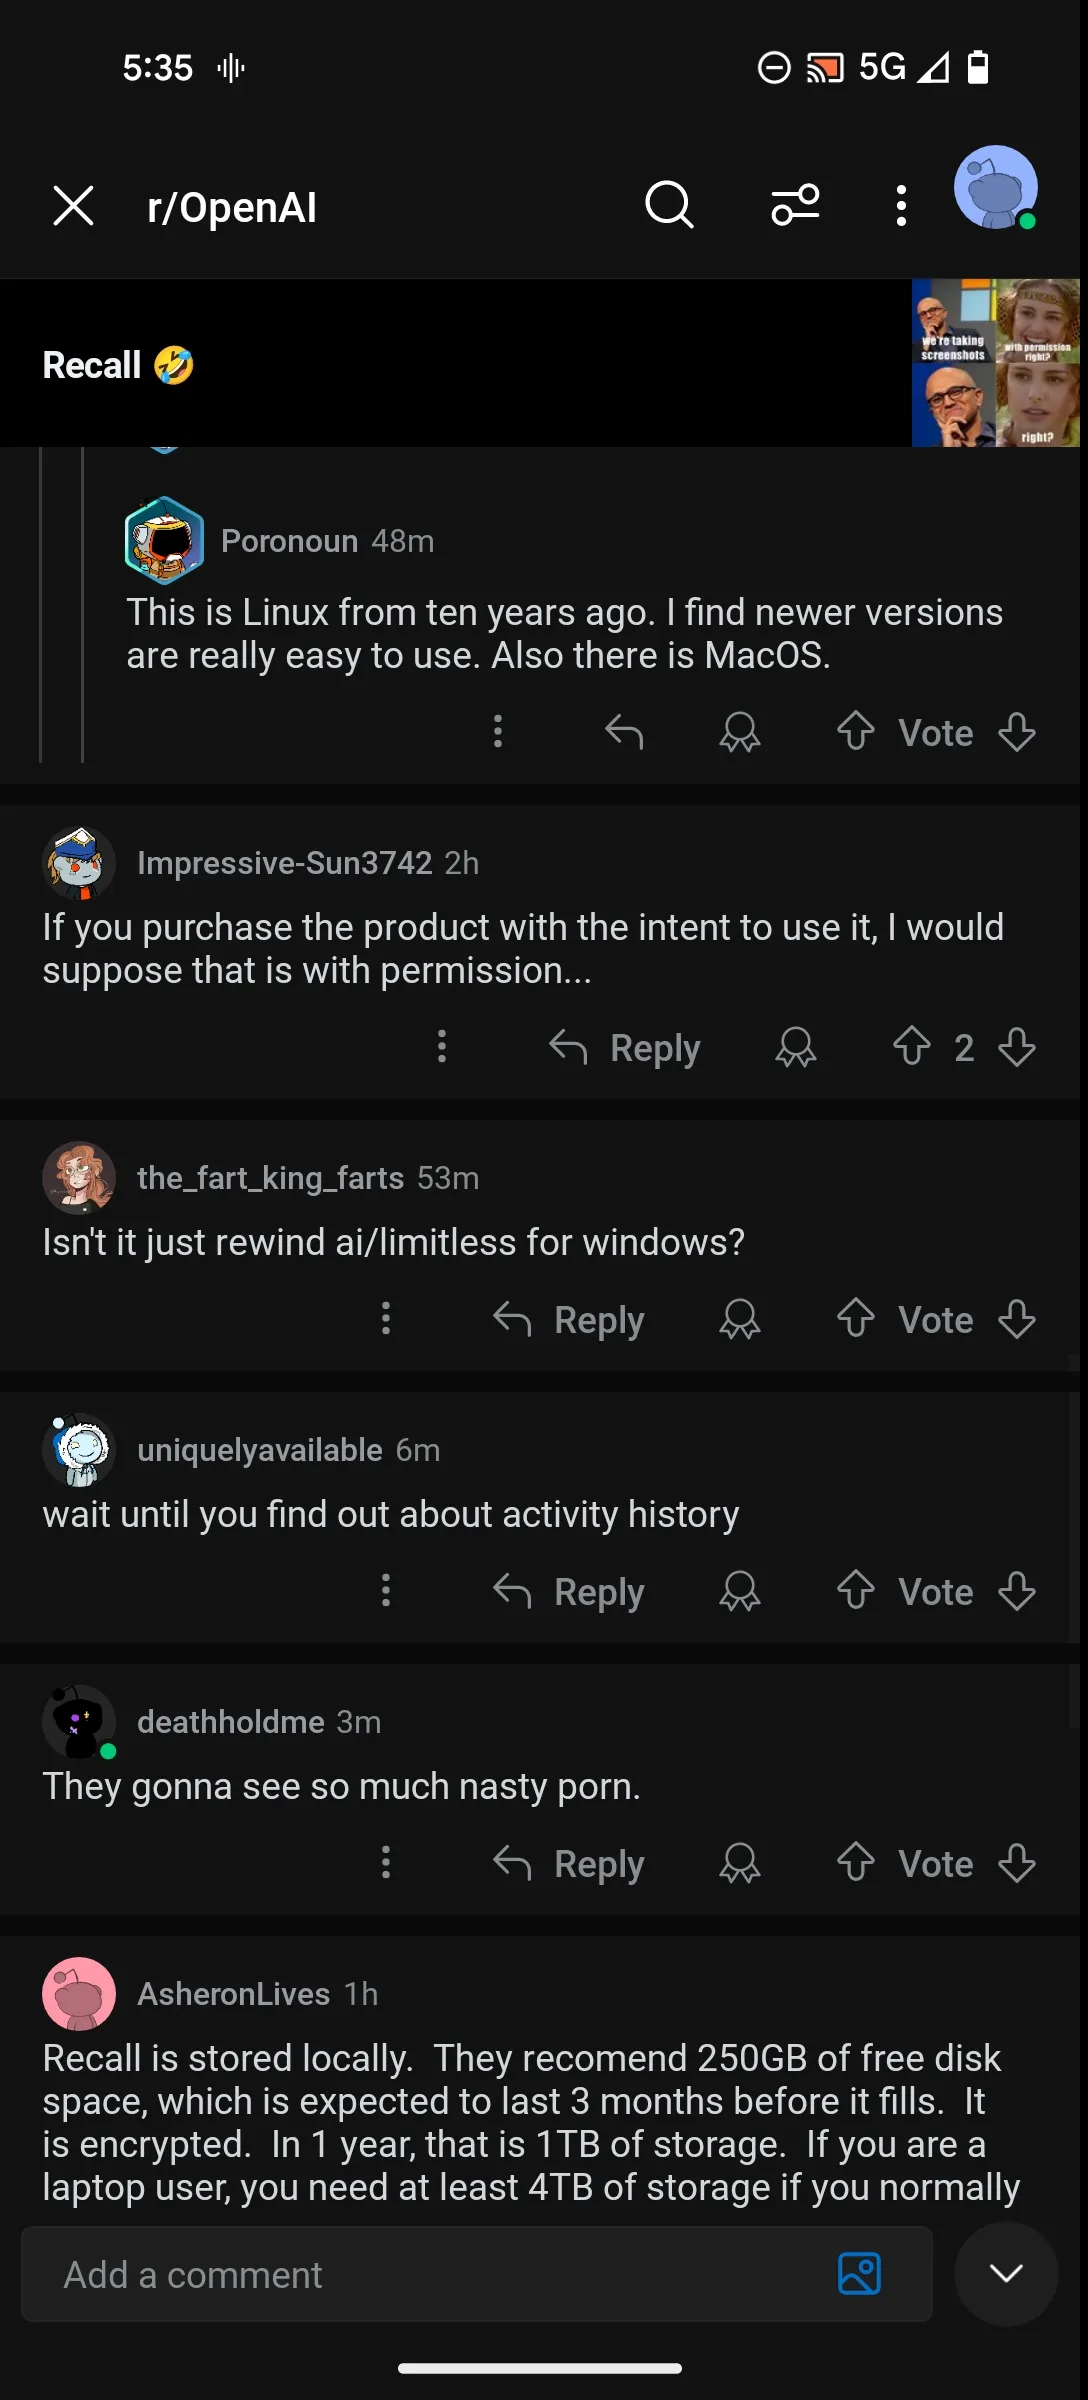 5:35
5G
r/OpenAI
Recall 🤣
we're taking
screenshots
with permission
right?
right?
Poronoun 48m
This is Linux from ten years ago. I find newer versions
are really easy to use. Also there is MacOS.
Vote
Impressive-Sun3742 2h
If you purchase the product with the intent to use it, I would
suppose that is with permission...
Reply 2
the_fart_king_farts 53m
Isn't it just rewind ai/limitless for windows?
Reply Vote
uniquelyavailable 6m
wait until you find out about activity history
Reply Vote
deathholdme 3m
They gonna see so much nasty porn.
Reply Vote
AsheronLives 1h
Recall is stored locally.  They recomend 250GB of free disk
space, which is expected to last 3 months before it fills.  It
is encrypted.  In 1 year, that is 1TB of storage.  If you are a
laptop user, you need at least 4TB of storage if you normally
Add a comment